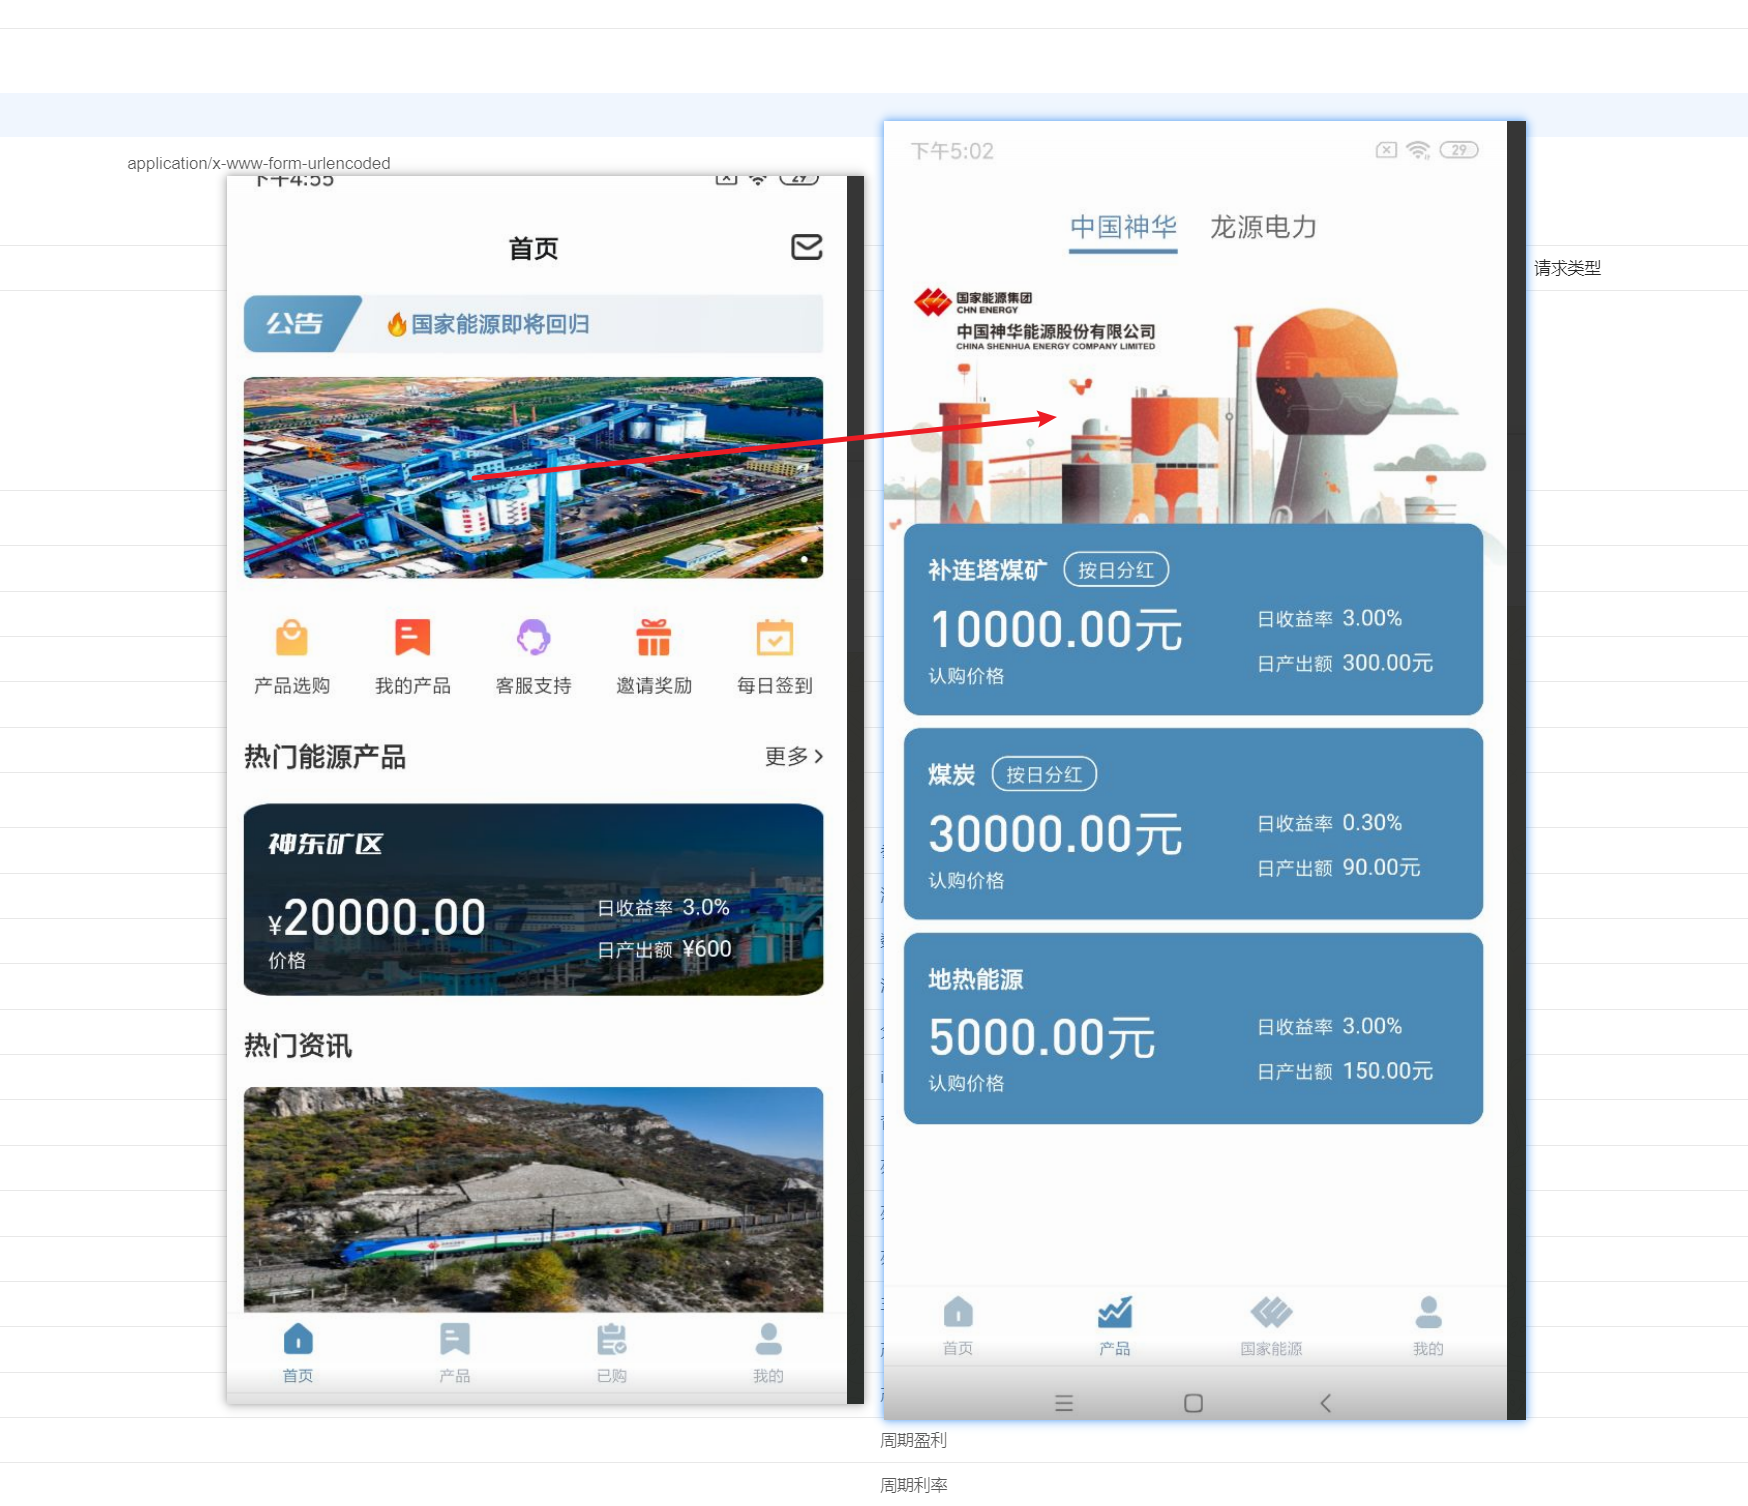 application/x-www-form-urlencoded
下午4:55
29
首页
公告
国家能源即将回归
产品选购
我的产品
客服支持
邀请奖励
每日签到
热门能源产品
更多
神东矿区
¥20000.00
价格
日收益率 3.0%
日产出额 ¥600
热门资讯
首页
产品
已购
我的
下午5:02
29
中国神华
龙源电力
国家能源集团
CHN ENERGY
中国神华能源股份有限公司
CHINA SHENHUA ENERGY COMPANY LIMITED
补连塔煤矿
按日分红
10000.00元
认购价格
日收益率 3.00%
日产出额 300.00元
煤炭
按日分红
30000.00元
认购价格
日收益率 0.30%
日产出额 90.00元
地热能源
5000.00元
认购价格
日收益率 3.00%
日产出额 150.00元
首页
产品
国家能源
我的
请求类型
周期盈利
周期利率